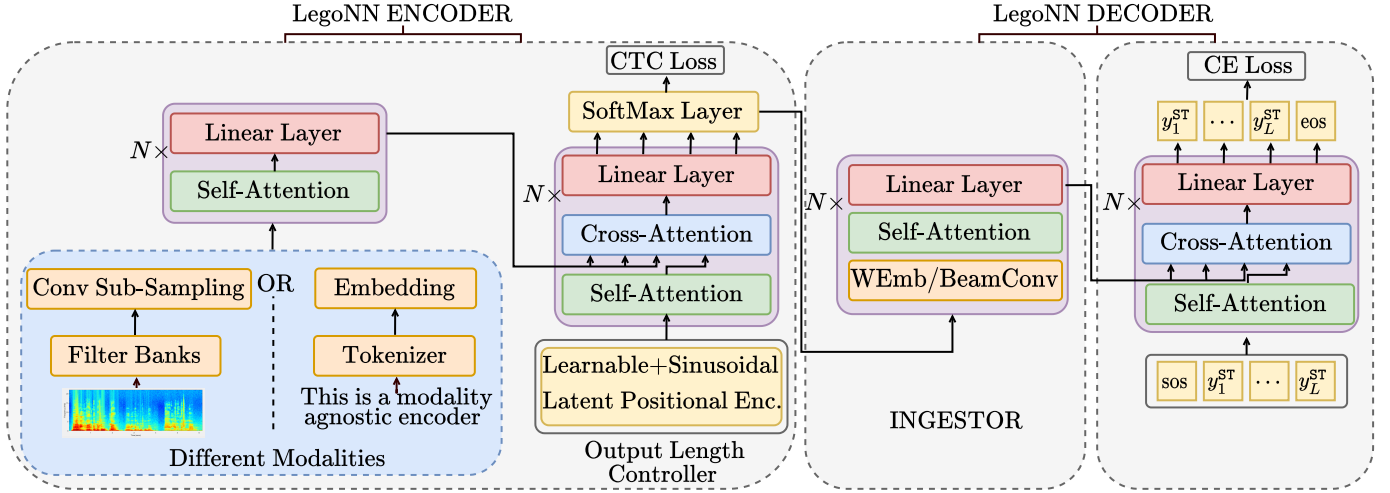 LegoNN ENCODER
LegoNN DECODER
N×
Linear Layer
Self-Attention
Conv Sub-Sampling
Filter Banks
OR
Embedding
Tokenizer
This is a modality
agnostic encoder
Different Modalities
CTC Loss
SoftMax Layer
N×
Linear Layer
Cross-Attention
Self-Attention
Learnable+Sinusoidal
Latent Positional Enc.
Output Length
Controller
N×
Linear Layer
Self-Attention
WEmb/BeamConv
INGESTOR
CE Loss
y₁ˢᵀ ··· y_Lˢᵀ eos
N×
Linear Layer
Cross-Attention
Self-Attention
sos y₁ˢᵀ ··· y_Lˢᵀ